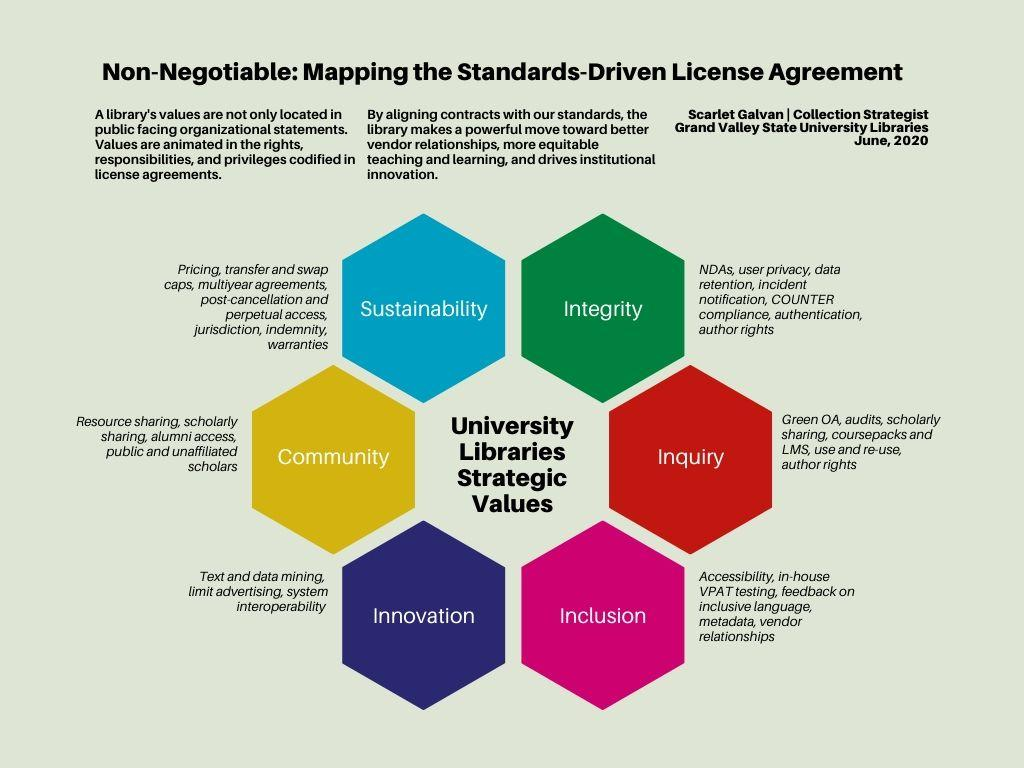 Non-Negotiable: Mapping the Standards-Driven License Agreement
A library's values are not only located in
public facing organizational statements.
Values are animated in the rights,
responsibilities, and privileges codified in
license agreements.
By aligning contracts with our standards, the
library makes a powerful move toward better
vendor relationships, more equitable
teaching and learning, and drives institutional
innovation.
Scarlet Galvan | Collection Strategist
Grand Valley State University Libraries
June, 2020
Pricing, transfer and swap
caps, multiyear agreements,
post-cancellation and
perpetual access,
jurisdiction, indemnity,
warranties
Sustainability
Integrity
NDAs, user privacy, data
retention, incident
notification, COUNTER
compliance, authentication,
author rights
Resource sharing, scholarly
sharing, alumni access,
public and unaffiliated
scholars
Community
University
Libraries
Strategic
Values
Inquiry
Green OA, audits, scholarly
sharing, coursepacks and
LMS, use and re-use,
author rights
Text and data mining,
limit advertising, system
interoperability
Innovation
Inclusion
Accessibility, in-house
VPAT testing, feedback on
inclusive language,
metadata, vendor
relationships